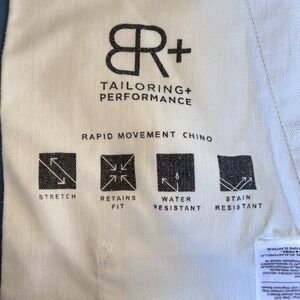 BR+
TAILORING+
PERFORMANCE
RAPID MOVEMENT CHINO
STRETCH
RETAINS
FIT
WATER
RESISTANT
STAIN
RESISTANT